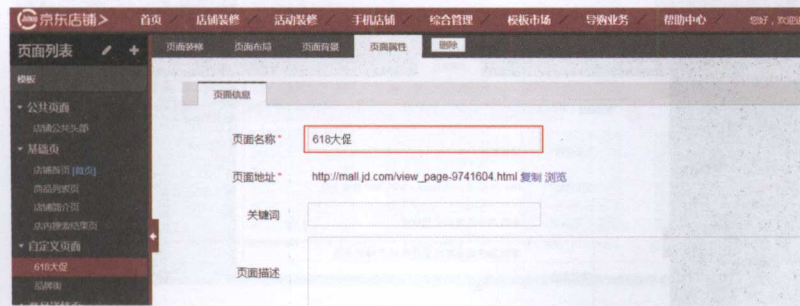 京东店铺>
首页 店铺装修 活动装修 手机店铺 综合管理 模板市场 导购业务 帮助中心 您好，欢迎
页面列表
页面装修 页面布局 页面背景 页面属性 删除
模板
公共页面
店铺公共头部
基础页
店铺首页 [首页]
商品列表页
店铺简介页
店内搜索结果页
自定义页面
618大促
品牌街
页面信息
页面名称* 618大促
页面地址* http://mall.jd.com/view_page-9741604.html 复制 浏览
关键词
页面描述